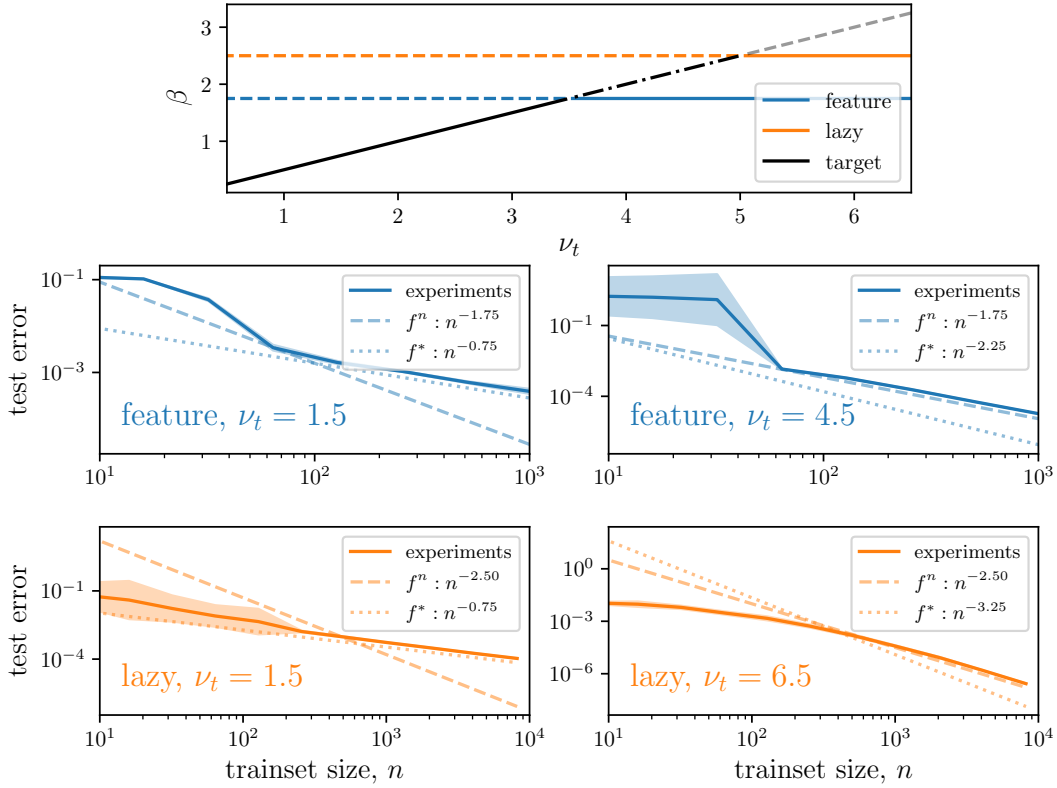 3
2
1
β
feature
lazy
target
1 2 3 4 5 6
ν_t
10^{-1}
10^{-3}
test error
experiments
f^n : n^{-1.75}
f^* : n^{-0.75}
feature, ν_t = 1.5
10^1 10^2 10^3
10^{-1}
10^{-4}
experiments
f^n : n^{-1.75}
f^* : n^{-2.25}
feature, ν_t = 4.5
10^1 10^2 10^3
10^{-1}
10^{-4}
test error
experiments
f^n : n^{-2.50}
f^* : n^{-0.75}
lazy, ν_t = 1.5
10^1 10^2 10^3 10^4
trainset size, n
10^0
10^{-3}
10^{-6}
experiments
f^n : n^{-2.50}
f^* : n^{-3.25}
lazy, ν_t = 6.5
10^1 10^2 10^3 10^4
trainset size, n